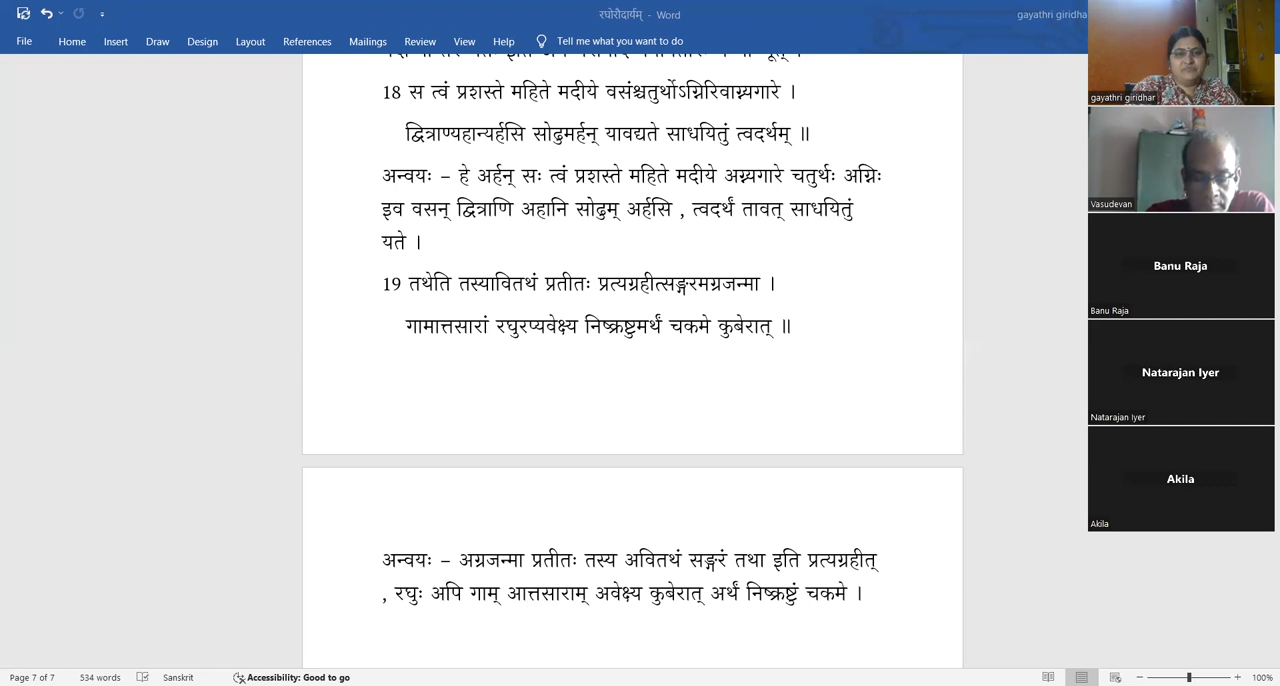 रघोरौदार्यम् - Word
gayathri giridha
File Home Insert Draw Design Layout References Mailings Review View Help Tell me what you want to do
18 स त्वं प्रशस्ते महिते मदीये वसंश्चतुर्थोऽग्निरिवाग्न्यगारे ।
द्वित्राण्यहान्यर्हसि सोढुमर्हन् यावद्यते साधयितुं त्वदर्थम् ॥
अन्वयः – हे अर्हन् सः त्वं प्रशस्ते महिते मदीये अग्न्यगारे चतुर्थः अग्निः
इव वसन् द्वित्राणि अहानि सोढुम् अर्हसि , त्वदर्थं तावत् साधयितुं
यते ।
19 तथेति तस्यावितथं प्रतीतः प्रत्यग्रहीत्सङ्गरमग्रजन्मा ।
गामात्तसारां रघुरप्यवेक्ष्य निष्क्रष्टुमर्थं चकमे कुबेरात् ॥
अन्वयः – अग्रजन्मा प्रतीतः तस्य अवितथं सङ्गरं तथा इति प्रत्यग्रहीत्
, रघुः अपि गाम् आत्तसाराम् अवेक्ष्य कुबेरात् अर्थं निष्क्रष्टुं चकमे ।
gayathri giridhar
Vasudevan
Banu Raja
Banu Raja
Natarajan Iyer
Natarajan Iyer
Akila
Akila
Page 7 of 7 534 words Sanskrit Accessibility: Good to go 100%